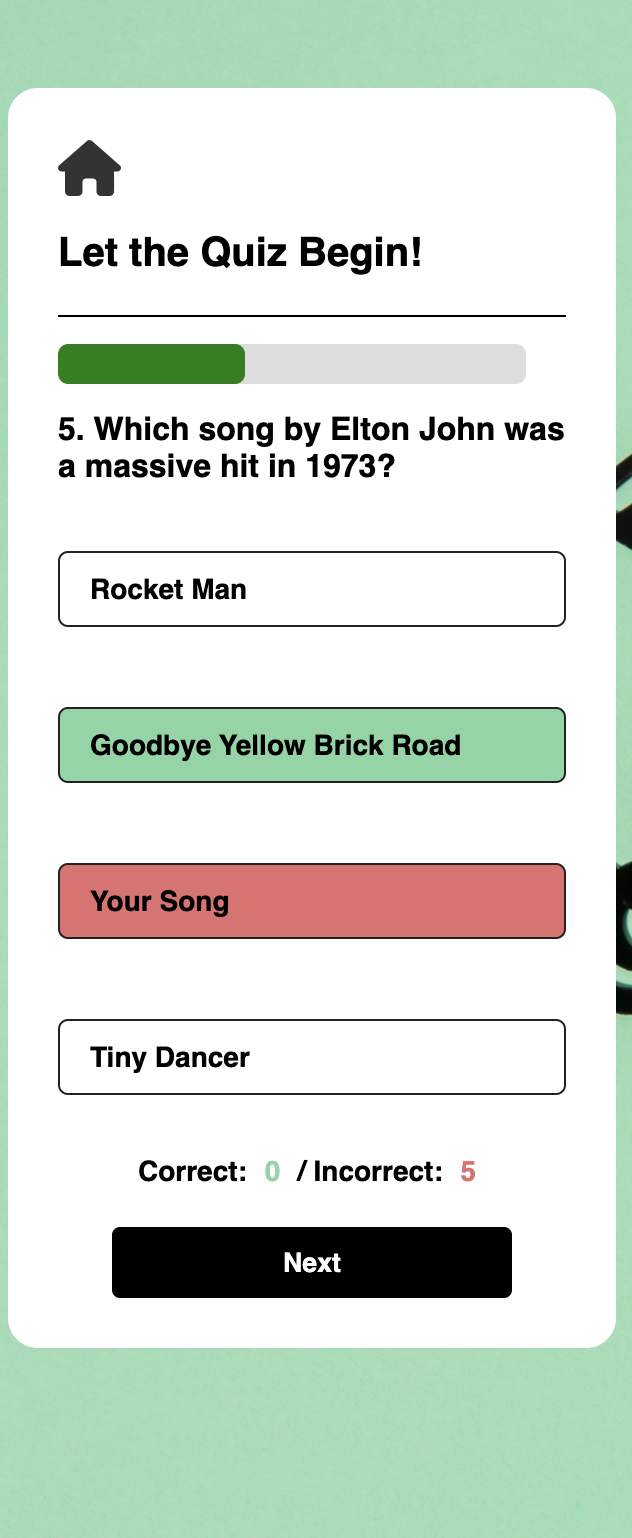 Let the Quiz Begin!
5. Which song by Elton John was
a massive hit in 1973?
Rocket Man
Goodbye Yellow Brick Road
Your Song
Tiny Dancer
Correct: 0 / Incorrect: 5
Next